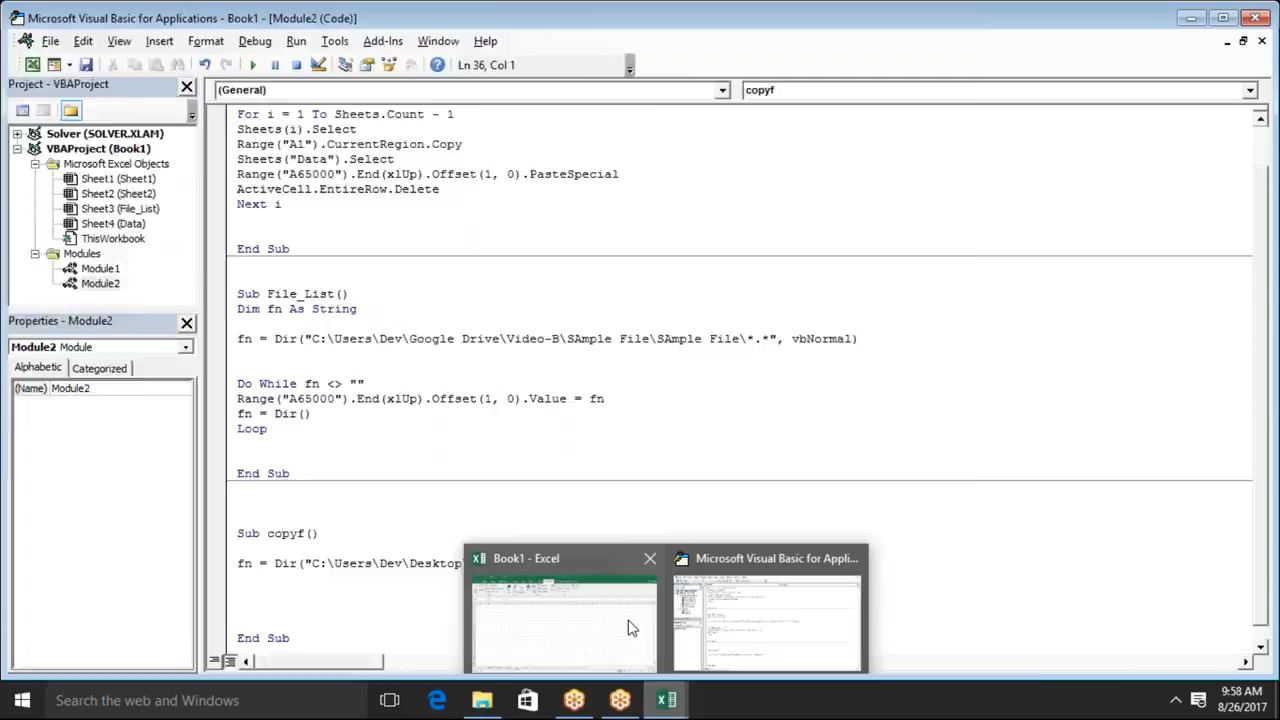 Microsoft Visual Basic for Applications - Book1 - [Module2 (Code)]
File Edit View Insert Format Debug Run Tools Add-Ins Window Help
Ln 36, Col 1
Project - VBAProject
(General) copyf
Solver (SOLVER.XLAM)
VBAProject (Book1)
Microsoft Excel Objects
Sheet1 (Sheet1)
Sheet2 (Sheet2)
Sheet3 (File_List)
Sheet4 (Data)
ThisWorkbook
Modules
Module1
Module2
Properties - Module2
Module2 Module
Alphabetic Categorized
(Name) Module2
For i = 1 To Sheets.Count - 1
Sheets(i).Select
Range("A1").CurrentRegion.Copy
Sheets("Data").Select
Range("A65000").End(xlUp).Offset(1, 0).PasteSpecial
ActiveCell.EntireRow.Delete
Next i
End Sub
Sub File_List()
Dim fn As String
fn = Dir("C:\Users\Dev\Google Drive\Video-B\SAmple File\SAmple File\*.*", vbNormal)
Do While fn <> ""
Range("A65000").End(xlUp).Offset(1, 0).Value = fn
fn = Dir()
Loop
End Sub
Sub copyf()
fn = Dir("C:\Users\Dev\Desktop
End Sub
Book1 - Excel
Microsoft Visual Basic for Appli...
Search the web and Windows
9:58 AM
8/26/2017